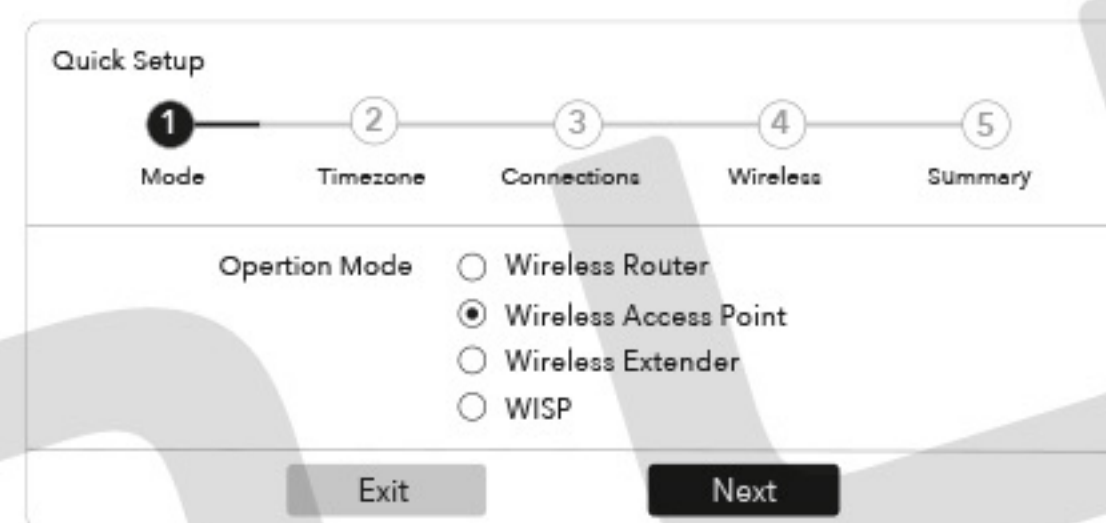 Quick Setup
1 2 3 4 5
Mode Timezone Connections Wireless Summary
Opertion Mode Wireless Router
Wireless Access Point
Wireless Extender
WISP
Exit Next